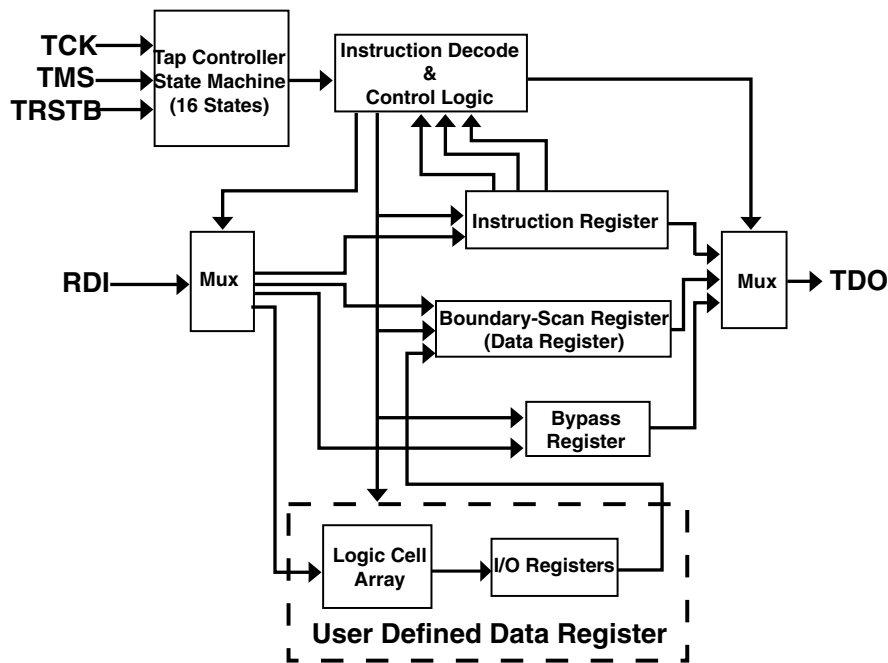 TCK
TMS
TRSTB
Tap Controller
State Machine
(16 States)
Instruction Decode
&
Control Logic
Instruction Register
RDI
Mux
Mux
TDO
Boundary-Scan Register
(Data Register)
Bypass
Register
Logic Cell
Array
I/O Registers
User Defined Data Register